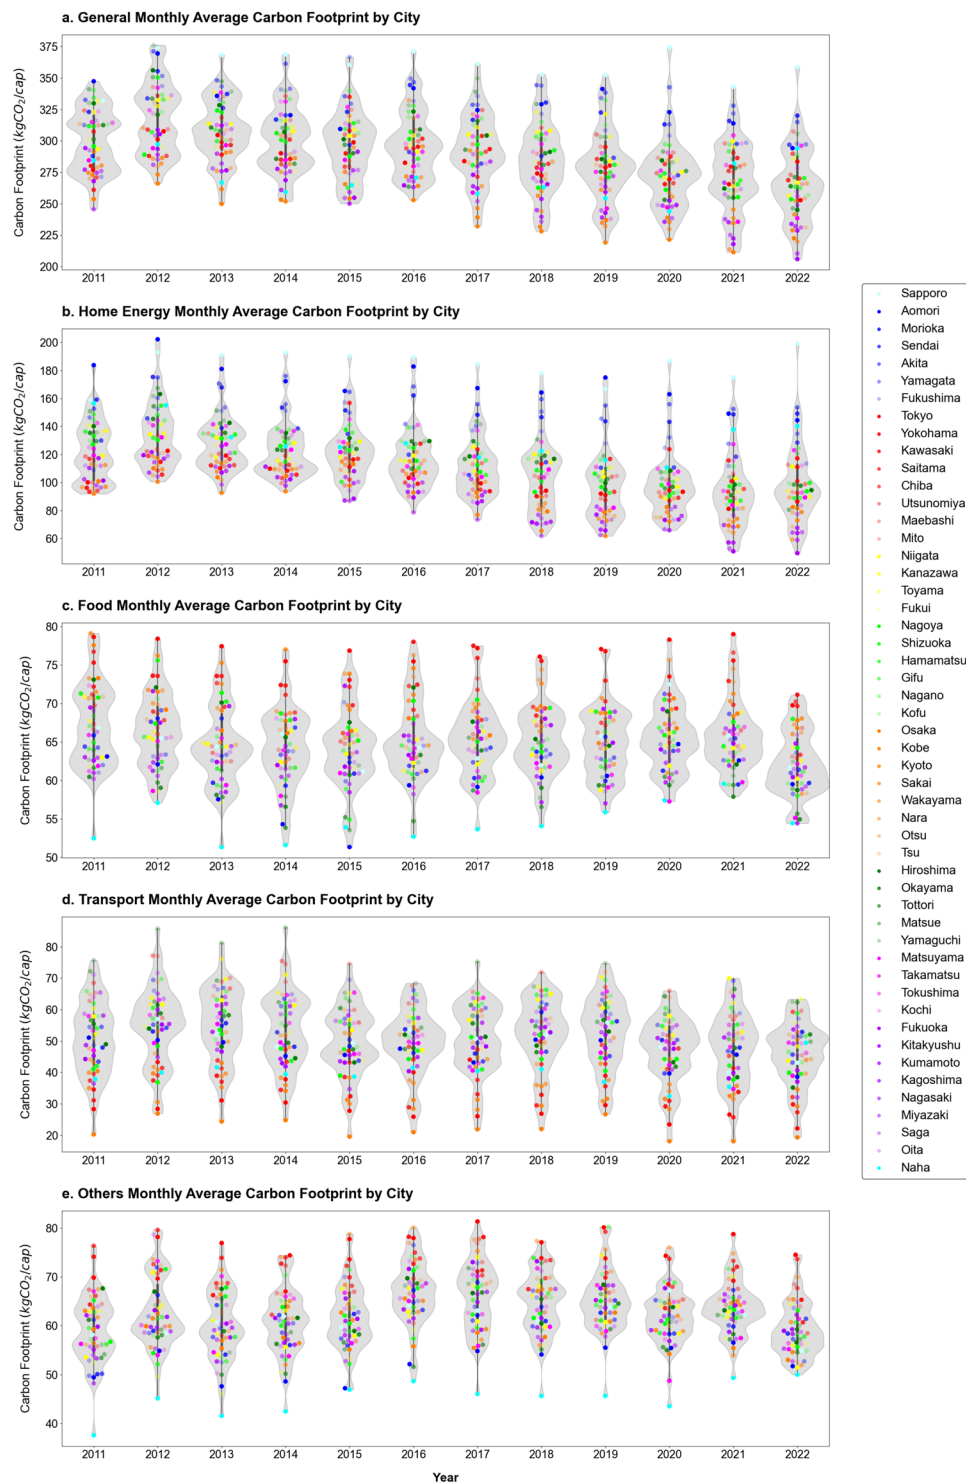 a. General Monthly Average Carbon Footprint by City
Carbon Footprint (kgCO₂/cap)
375
350
325
300
275
250
225
200
2011 2012 2013 2014 2015 2016 2017 2018 2019 2020 2021 2022
b. Home Energy Monthly Average Carbon Footprint by City
Carbon Footprint (kgCO₂/cap)
200
180
160
140
120
100
80
60
2011 2012 2013 2014 2015 2016 2017 2018 2019 2020 2021 2022
c. Food Monthly Average Carbon Footprint by City
Carbon Footprint (kgCO₂/cap)
80
75
70
65
60
55
50
2011 2012 2013 2014 2015 2016 2017 2018 2019 2020 2021 2022
d. Transport Monthly Average Carbon Footprint by City
Carbon Footprint (kgCO₂/cap)
80
70
60
50
40
30
20
2011 2012 2013 2014 2015 2016 2017 2018 2019 2020 2021 2022
e. Others Monthly Average Carbon Footprint by City
Carbon Footprint (kgCO₂/cap)
80
70
60
50
40
2011 2012 2013 2014 2015 2016 2017 2018 2019 2020 2021 2022
Year
Sapporo
Aomori
Morioka
Sendai
Akita
Yamagata
Fukushima
Tokyo
Yokohama
Kawasaki
Saitama
Chiba
Utsunomiya
Maebashi
Mito
Niigata
Kanazawa
Toyama
Fukui
Nagoya
Shizuoka
Hamamatsu
Gifu
Nagano
Kofu
Osaka
Kobe
Kyoto
Sakai
Wakayama
Nara
Otsu
Tsu
Hiroshima
Okayama
Tottori
Matsue
Yamaguchi
Matsuyama
Takamatsu
Tokushima
Kochi
Fukuoka
Kitakyushu
Kumamoto
Kagoshima
Nagasaki
Miyazaki
Saga
Oita
Naha